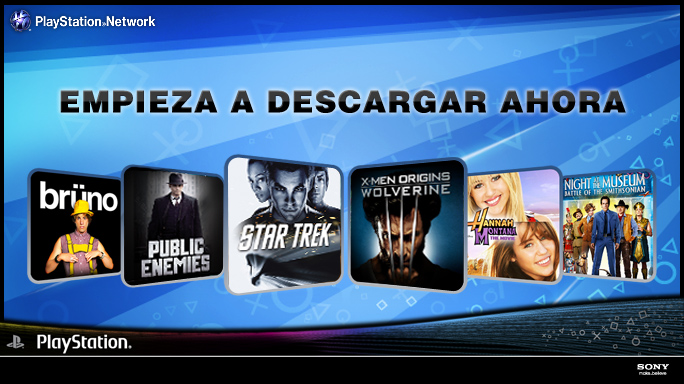 PlayStation®Network
EMPIEZA A DESCARGAR AHORA
brüno
PUBLIC
ENEMIES
STAR TREK
X-MEN ORIGINS
WOLVERINE
HANNAH
MONTANA
THE MOVIE
NIGHT AT THE MUSEUM
BATTLE OF THE SMITHSONIAN
PlayStation®
SONY
make.believe